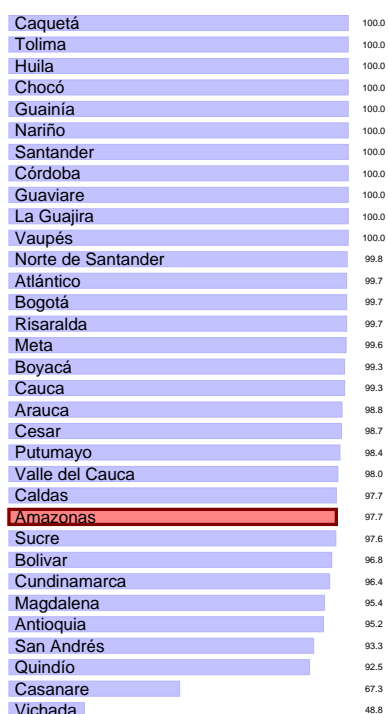 Caquetá 100.0
Tolima 100.0
Huila 100.0
Chocó 100.0
Guainía 100.0
Nariño 100.0
Santander 100.0
Córdoba 100.0
Guaviare 100.0
La Guajira 100.0
Vaupés 100.0
Norte de Santander 99.8
Atlántico 99.7
Bogotá 99.7
Risaralda 99.7
Meta 99.6
Boyacá 99.3
Cauca 99.3
Arauca 98.8
Cesar 98.7
Putumayo 98.4
Valle del Cauca 98.0
Caldas 97.7
Amazonas 97.7
Sucre 97.6
Bolivar 96.8
Cundinamarca 96.4
Magdalena 95.4
Antioquia 95.2
San Andrés 93.3
Quindío 92.5
Casanare 67.3
Vichada 48.8